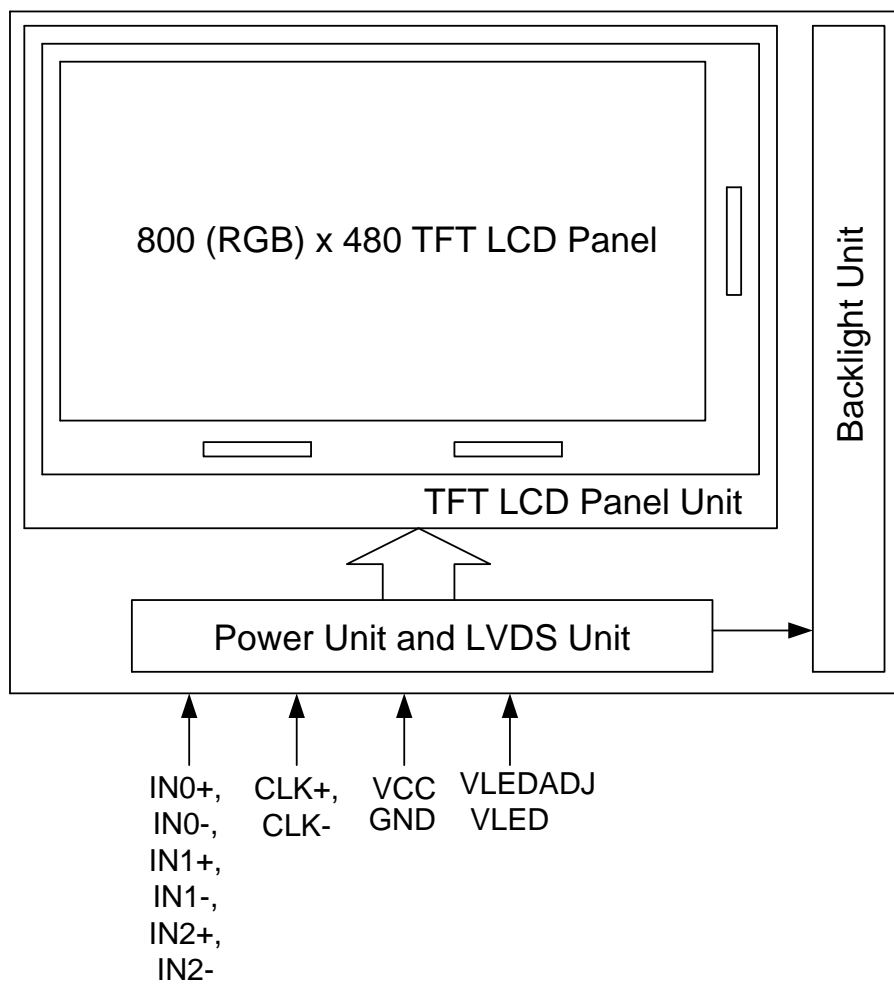 800 (RGB) x 480 TFT LCD Panel
Backlight Unit
TFT LCD Panel Unit
Power Unit and LVDS Unit
IN0+,
IN0-,
IN1+,
IN1-,
IN2+,
IN2-
CLK+,
CLK-
VCC
GND
VLEDADJ
VLED